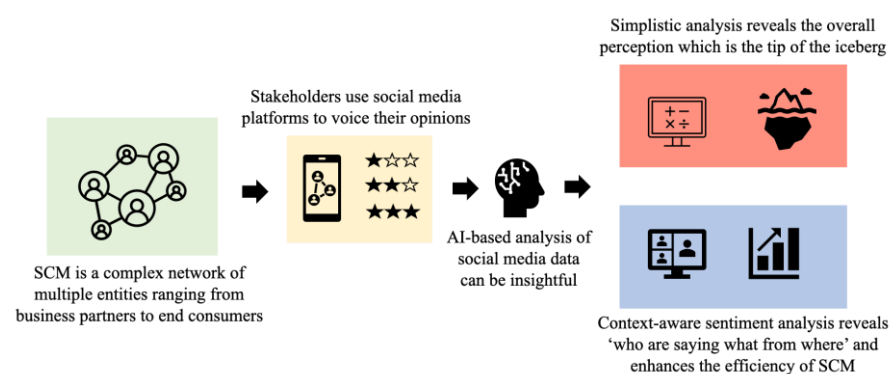 SCM is a complex network of
multiple entities ranging from
business partners to end consumers
Stakeholders use social media
platforms to voice their opinions
AI-based analysis of
social media data
can be insightful
Simplistic analysis reveals the overall
perception which is the tip of the iceberg
Context-aware sentiment analysis reveals
‘who are saying what from where’ and
enhances the efficiency of SCM